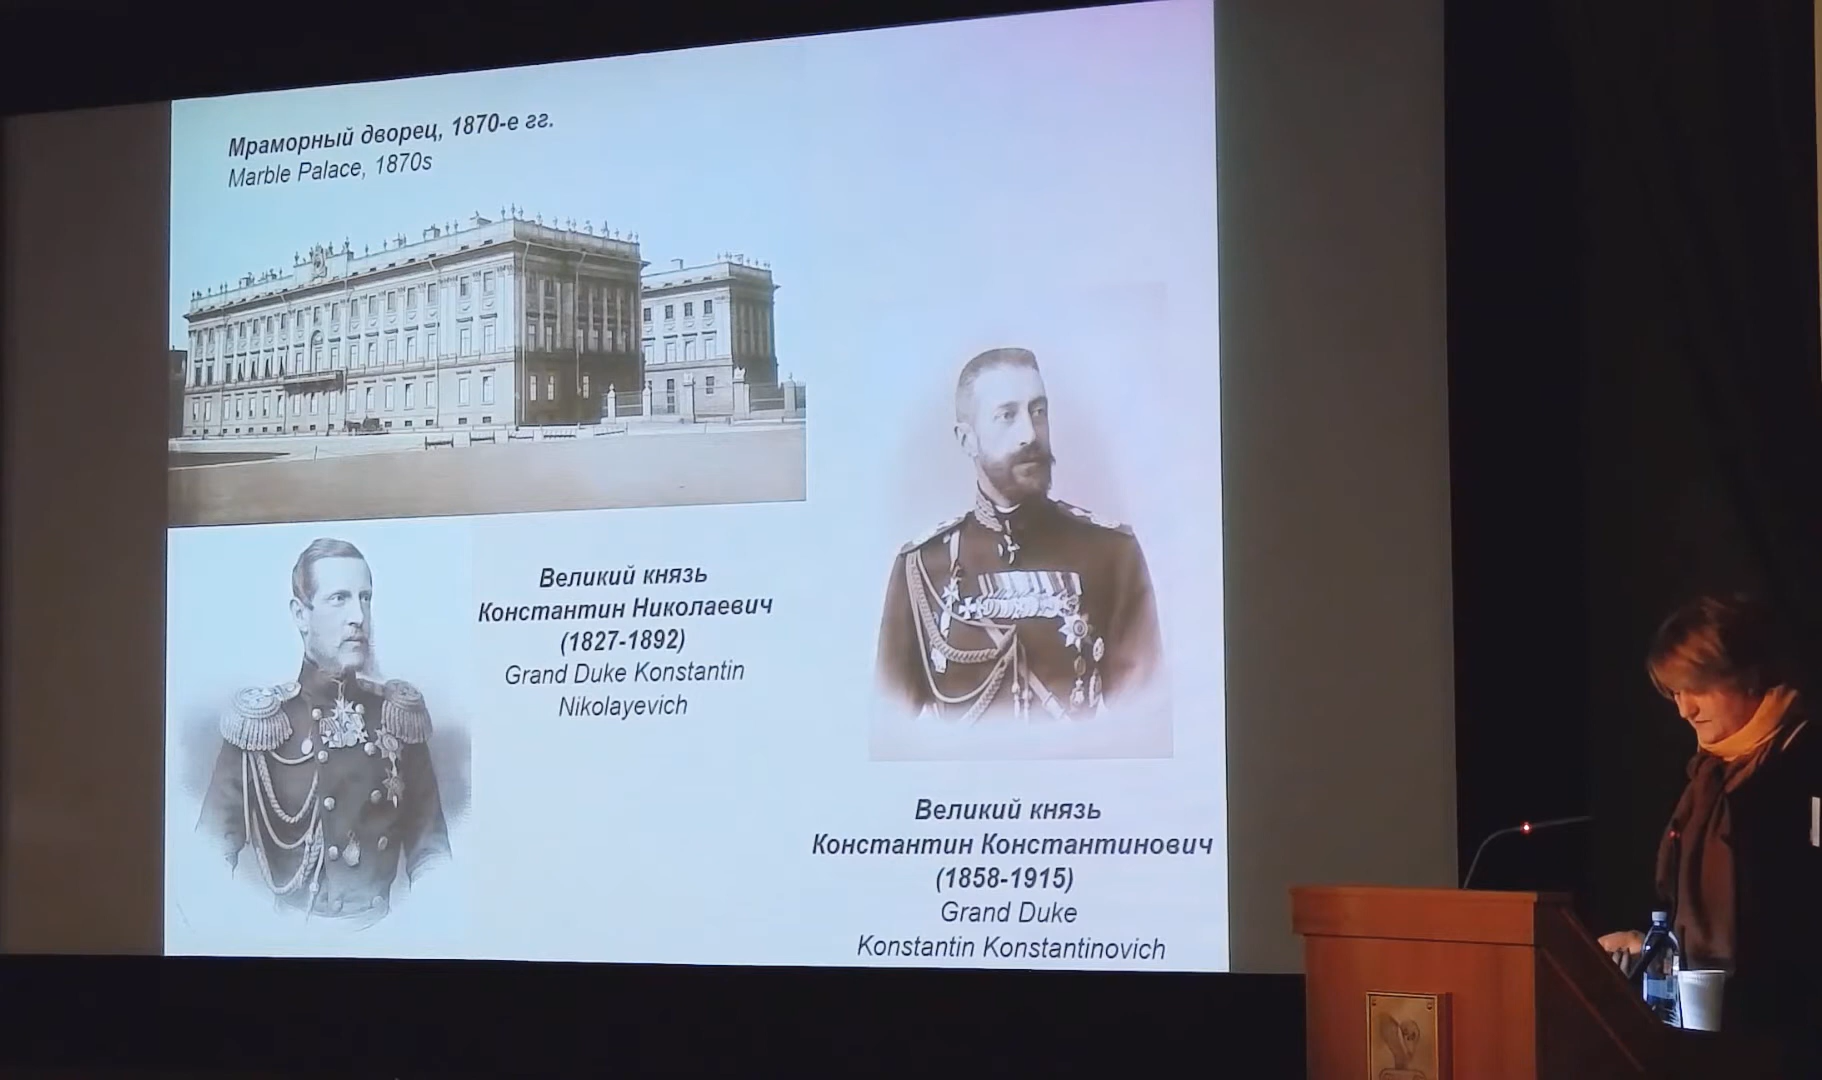 Мраморный дворец, 1870-е гг.
Marble Palace, 1870s
Великий князь
Константин Николаевич
(1827-1892)
Grand Duke Konstantin
Nikolayevich
Великий князь
Константин Константинович
(1858-1915)
Grand Duke
Konstantin Konstantinovich